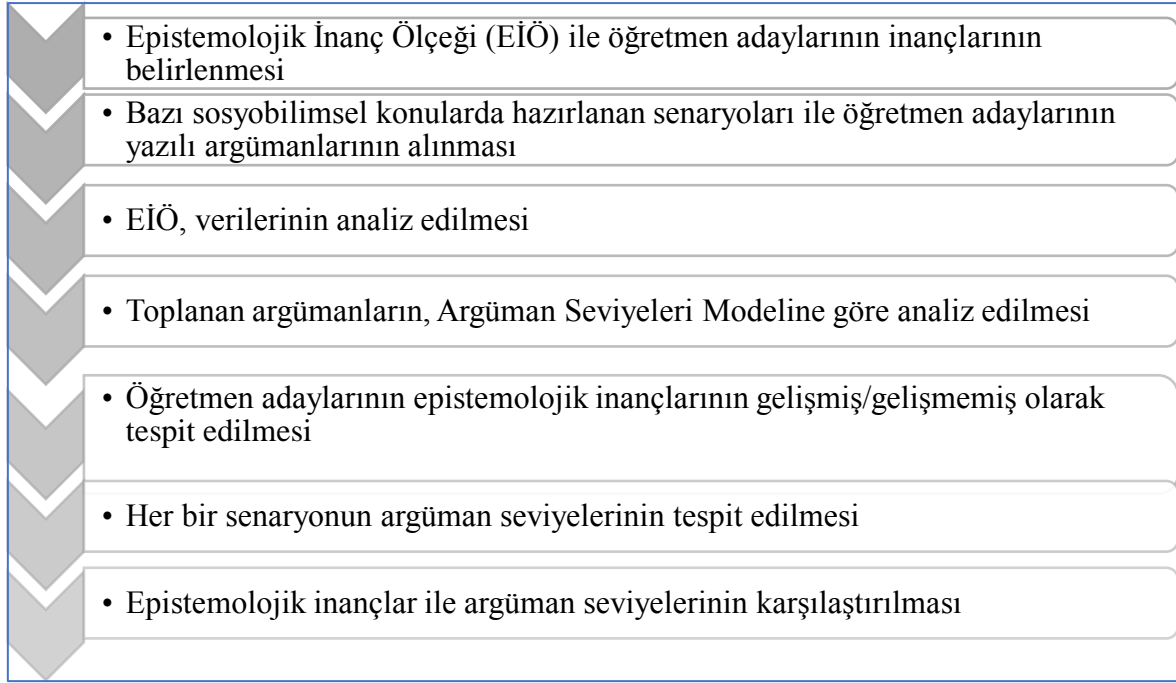 • Epistemolojik İnanç Ölçeği (EİÖ) ile öğretmen adaylarının inançlarının
belirlenmesi
• Bazı sosyobilimsel konularda hazırlanan senaryoları ile öğretmen adaylarının
yazılı argümanlarının alınması
• EİÖ, verilerinin analiz edilmesi
• Toplanan argümanların, Argüman Seviyeleri Modeline göre analiz edilmesi
• Öğretmen adaylarının epistemolojik inançlarının gelişmiş/gelişmemiş olarak
tespit edilmesi
• Her bir senaryonun argüman seviyelerinin tespit edilmesi
• Epistemolojik inançlar ile argüman seviyelerinin karşılaştırılması